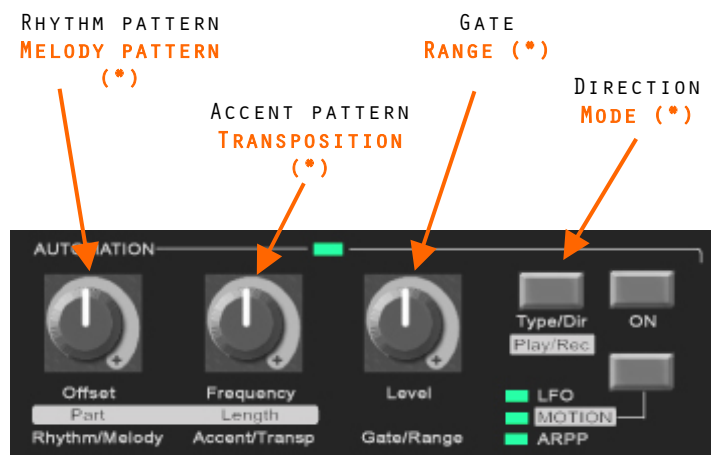 RHYTHM PATTERN
MELODY PATTERN
(*)
GATE
RANGE (*)
DIRECTION
MODE (*)
ACCENT PATTERN
TRANSPOSITION
(*)
AUTOMATION
Type/Dir
ON
Play/Rec
Offset
Frequency
Level
LFO
Part
Length
MOTION
Rhythm/Melody
Accent/Transp
Gate/Range
ARPP